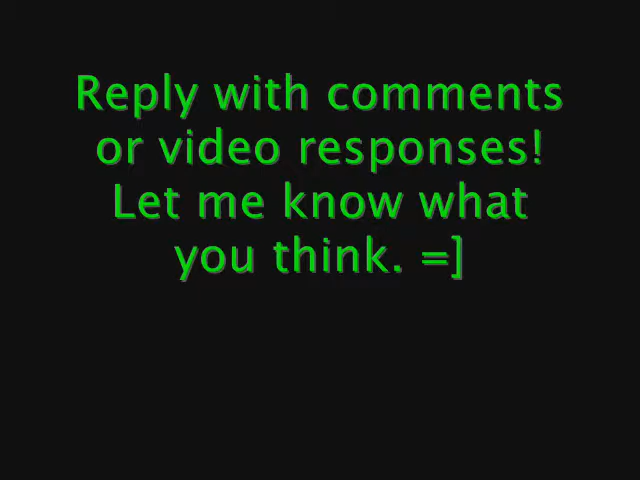 Reply with comments
or video responses!
Let me know what
you think. =]